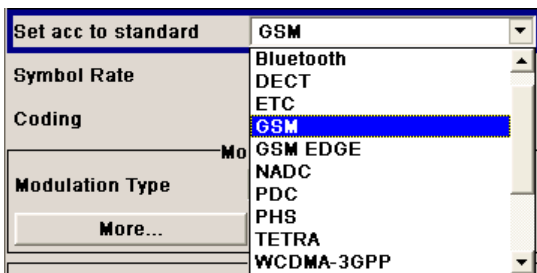 Set acc to standard GSM
Bluetooth
Symbol Rate DECT
ETC
Coding GSM
Mo GSM EDGE
NADC
Modulation Type PDC
PHS
More... TETRA
WCDMA-3GPP